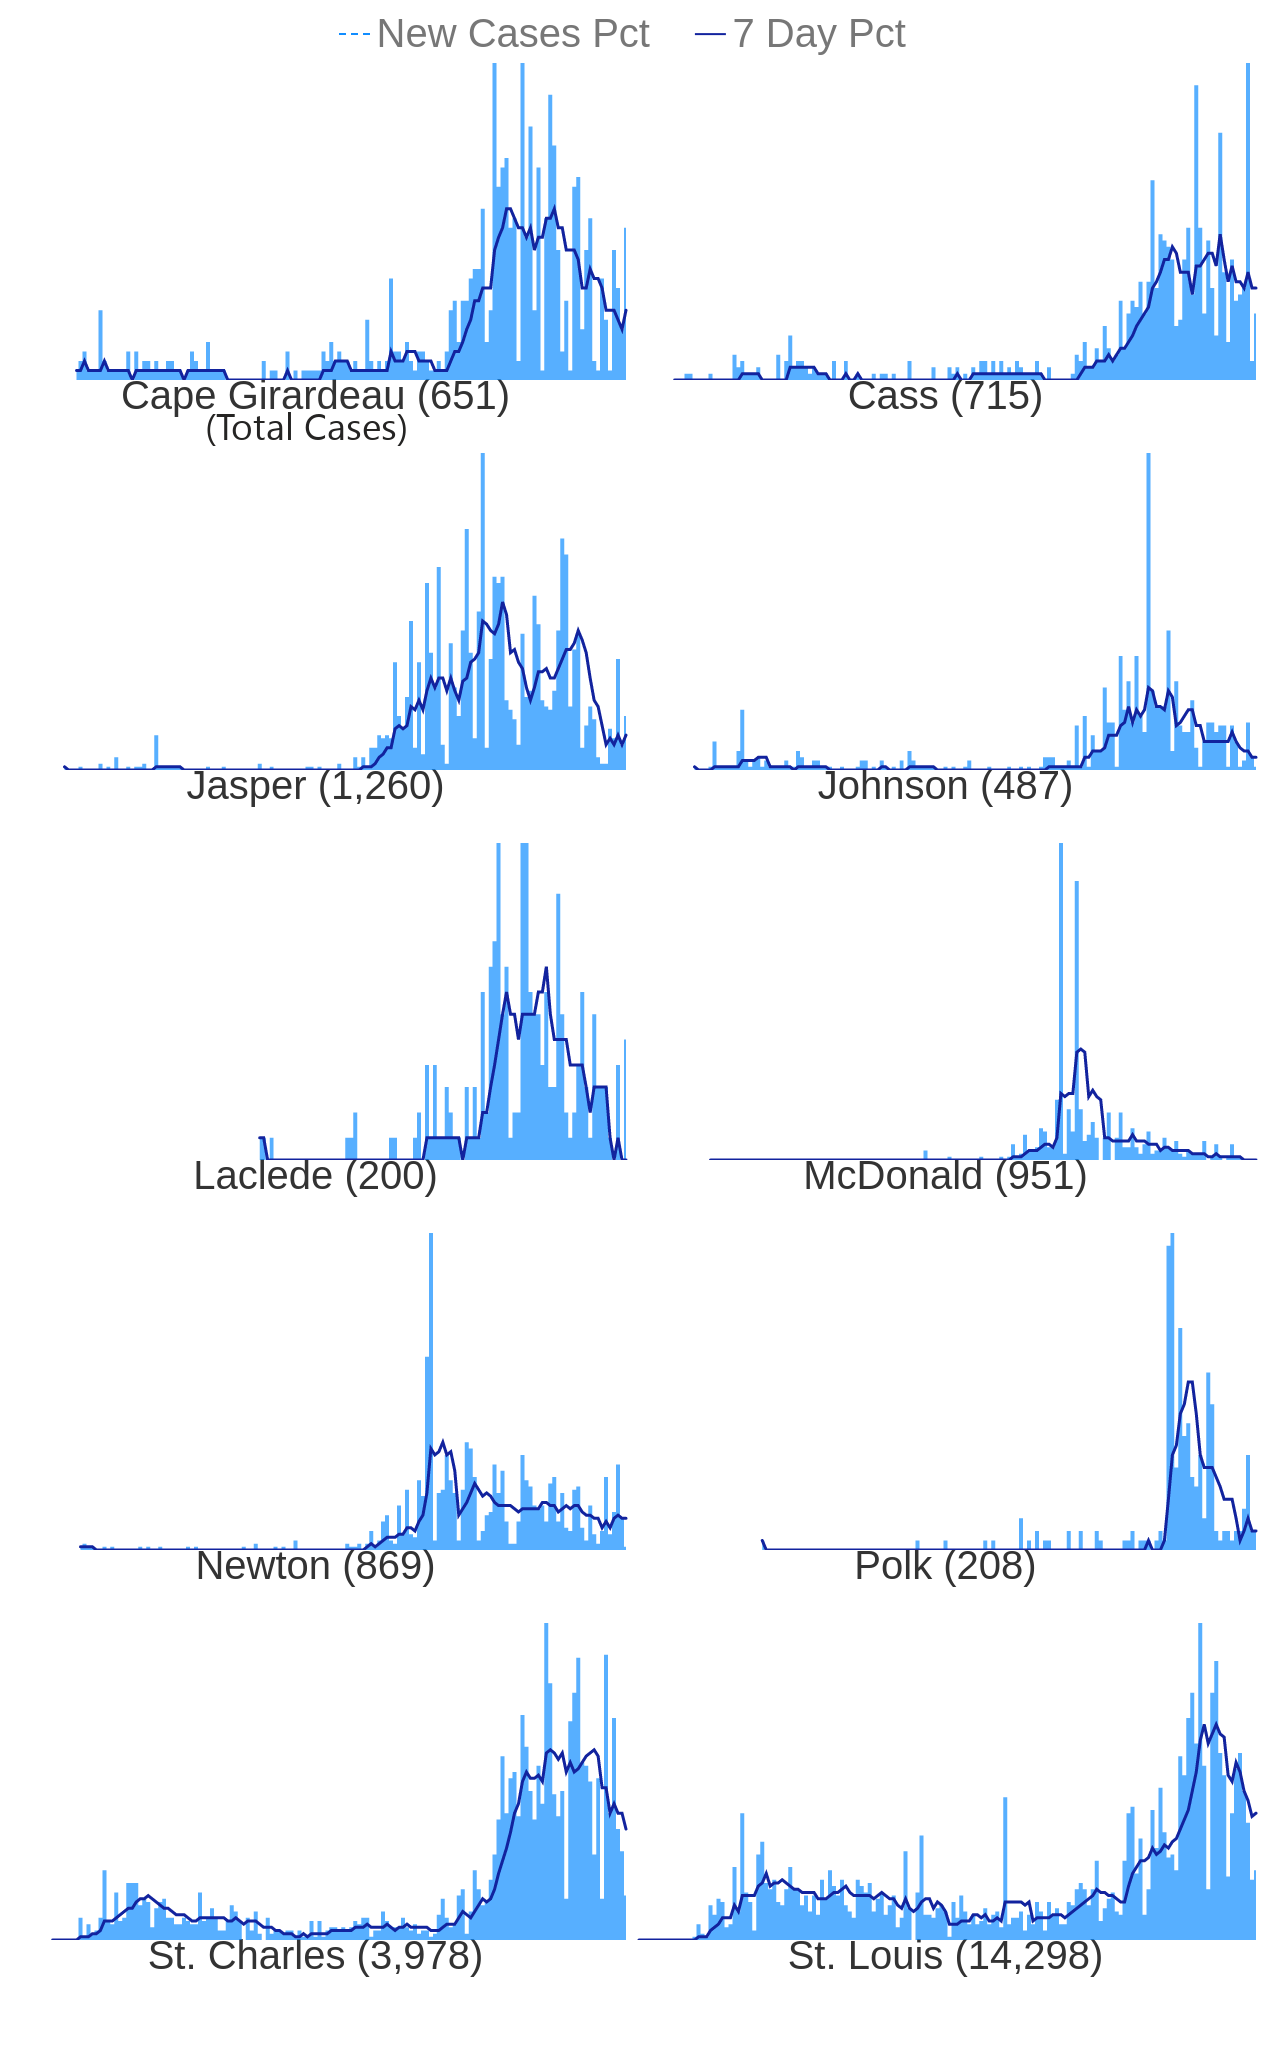 New Cases Pct 7 Day Pct
Cape Girardeau (651) Cass (715)
(Total Cases)
Jasper (1,260) Johnson (487)
Laclede (200) McDonald (951)
Newton (869) Polk (208)
St. Charles (3,978) St. Louis (14,298)